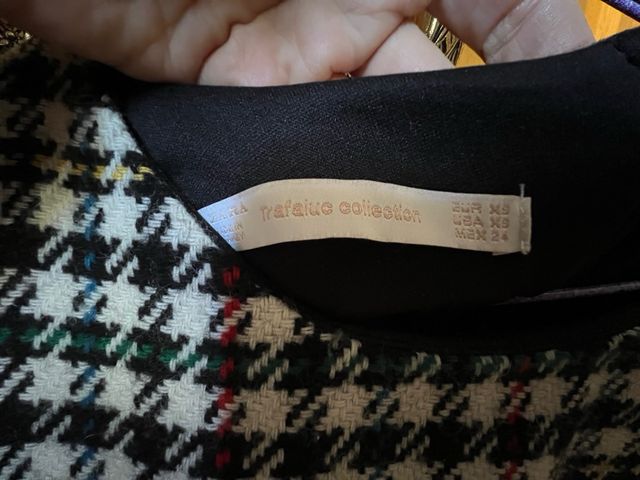 Trafaluc collection
EUR XS
USA XS
MEX 24